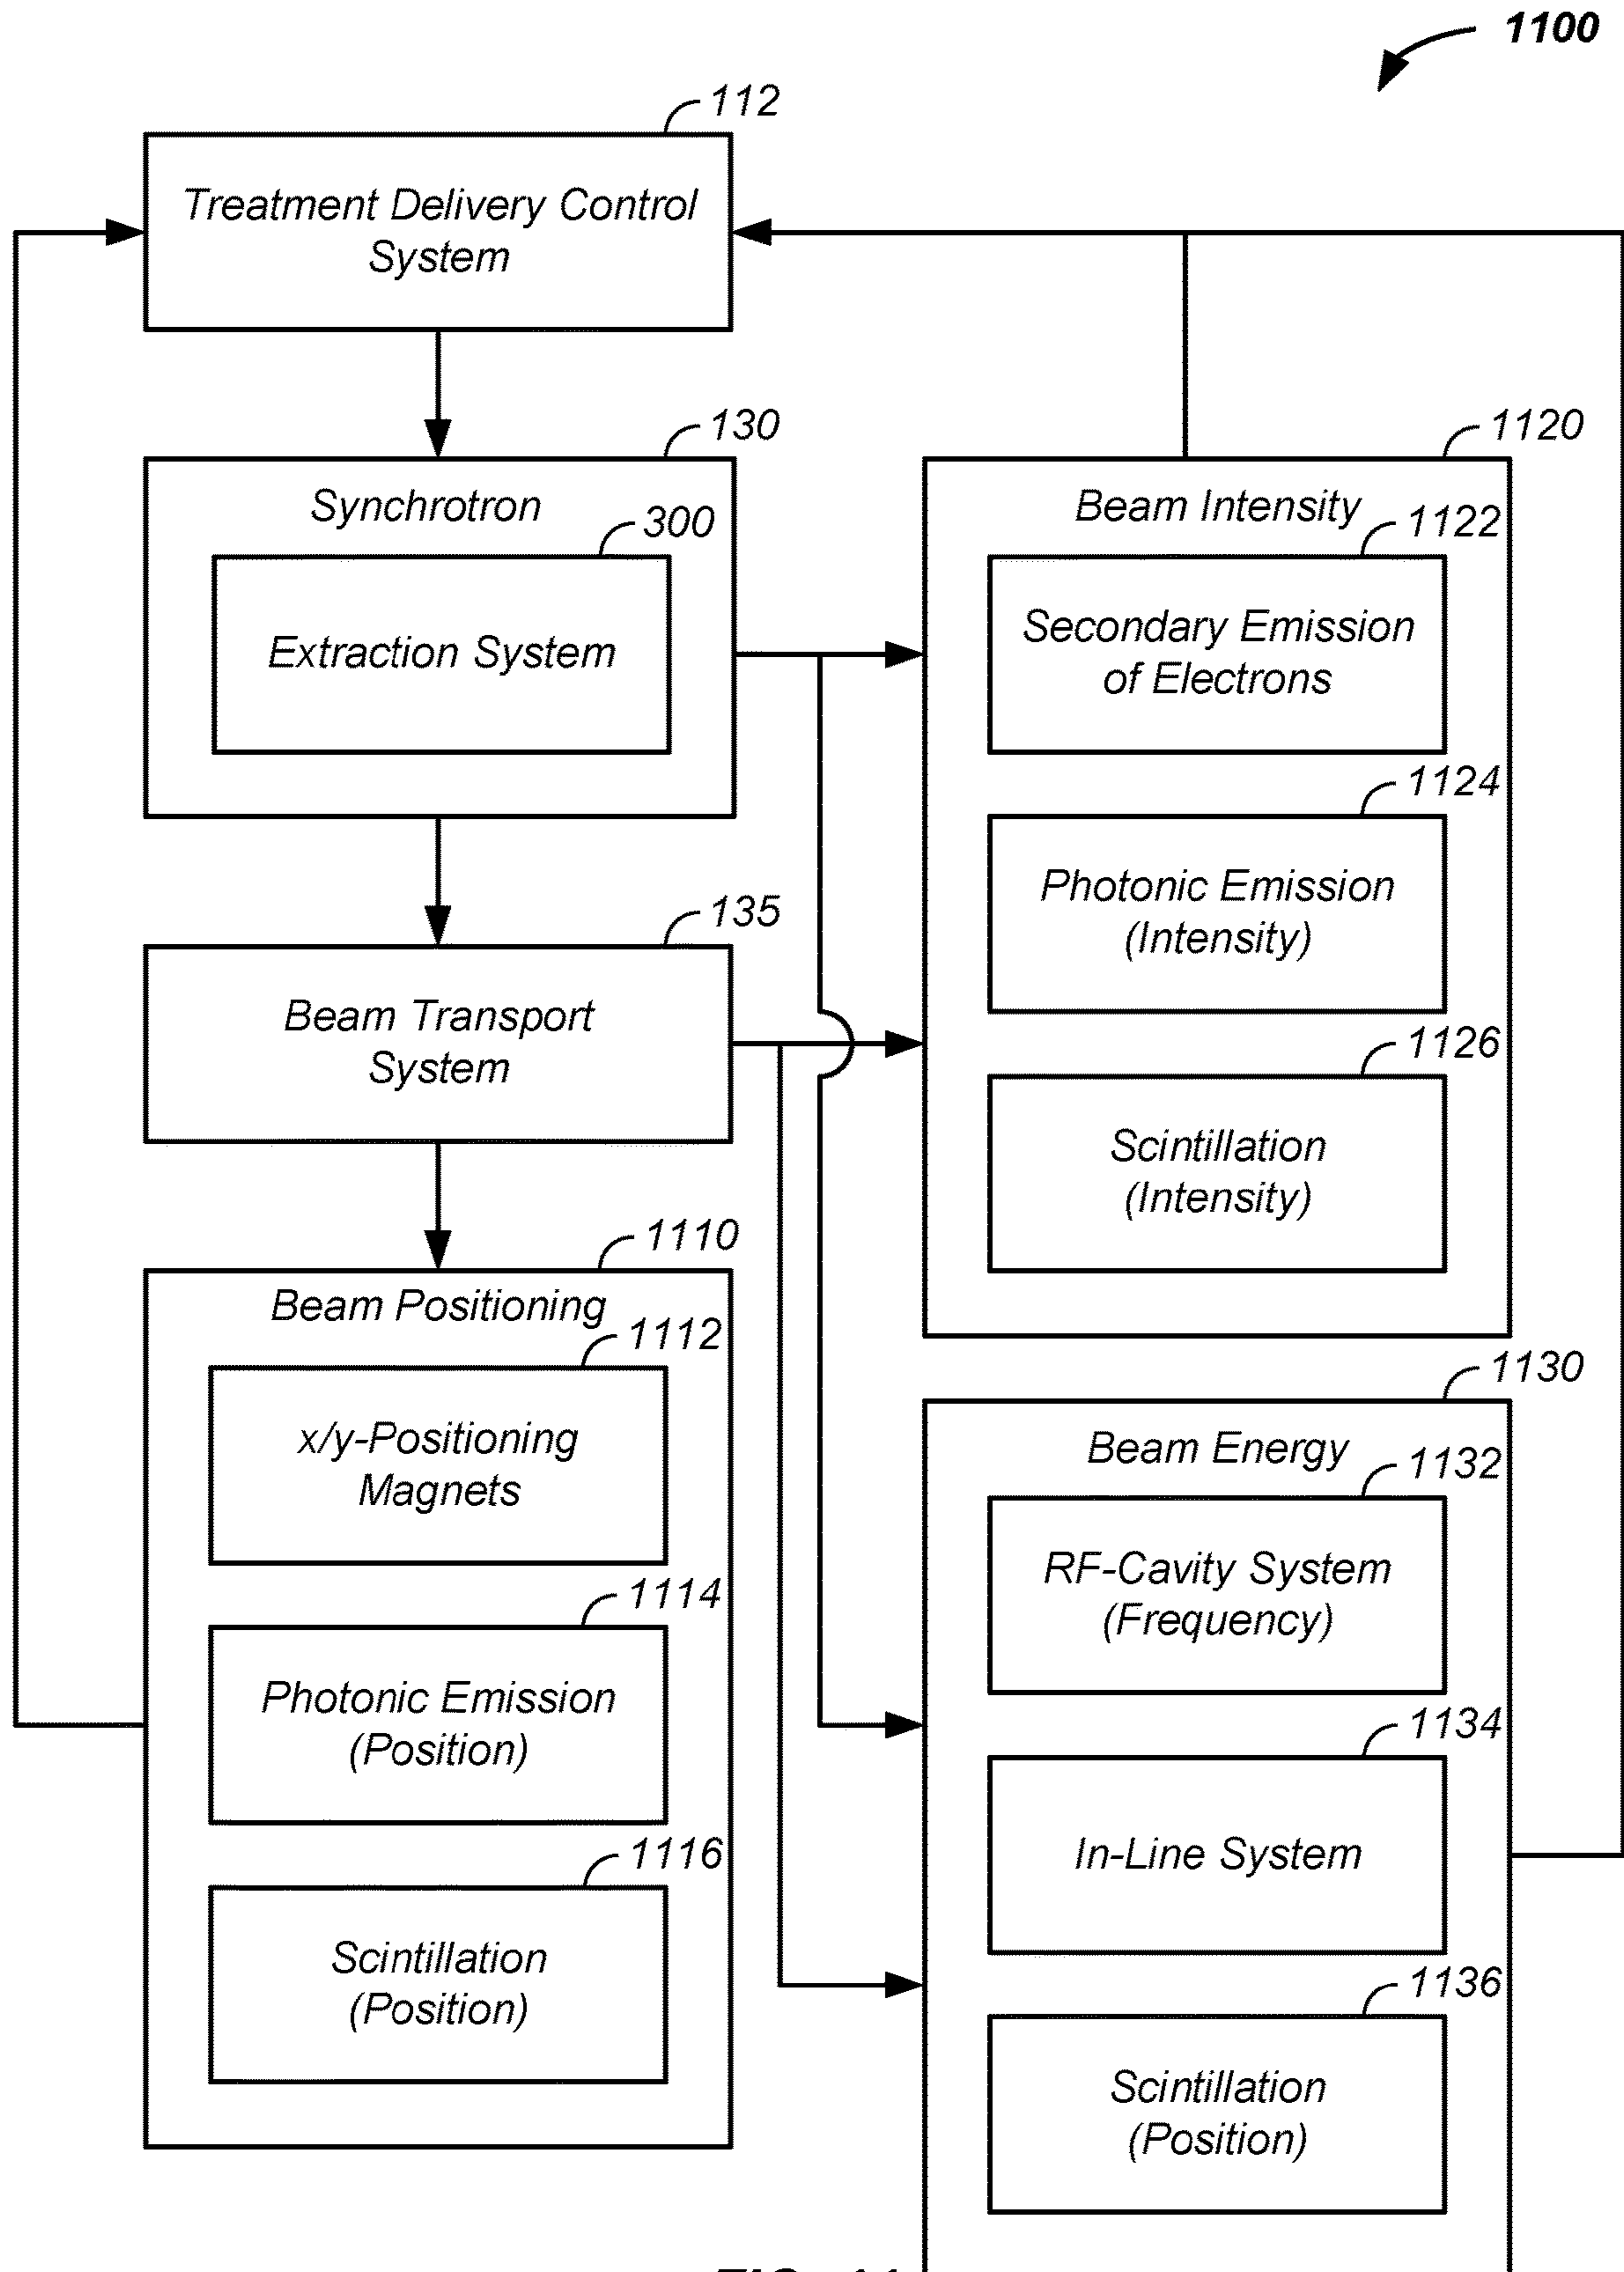 1100
112
Treatment Delivery Control
System
130
Synchrotron
300
Extraction System
135
Beam Transport
System
1110
Beam Positioning
1112
x/y-Positioning
Magnets
1114
Photonic Emission
(Position)
1116
Scintillation
(Position)
1120
Beam Intensity
1122
Secondary Emission
of Electrons
1124
Photonic Emission
(Intensity)
1126
Scintillation
(Intensity)
1130
Beam Energy
1132
RF-Cavity System
(Frequency)
1134
In-Line System
1136
Scintillation
(Position)